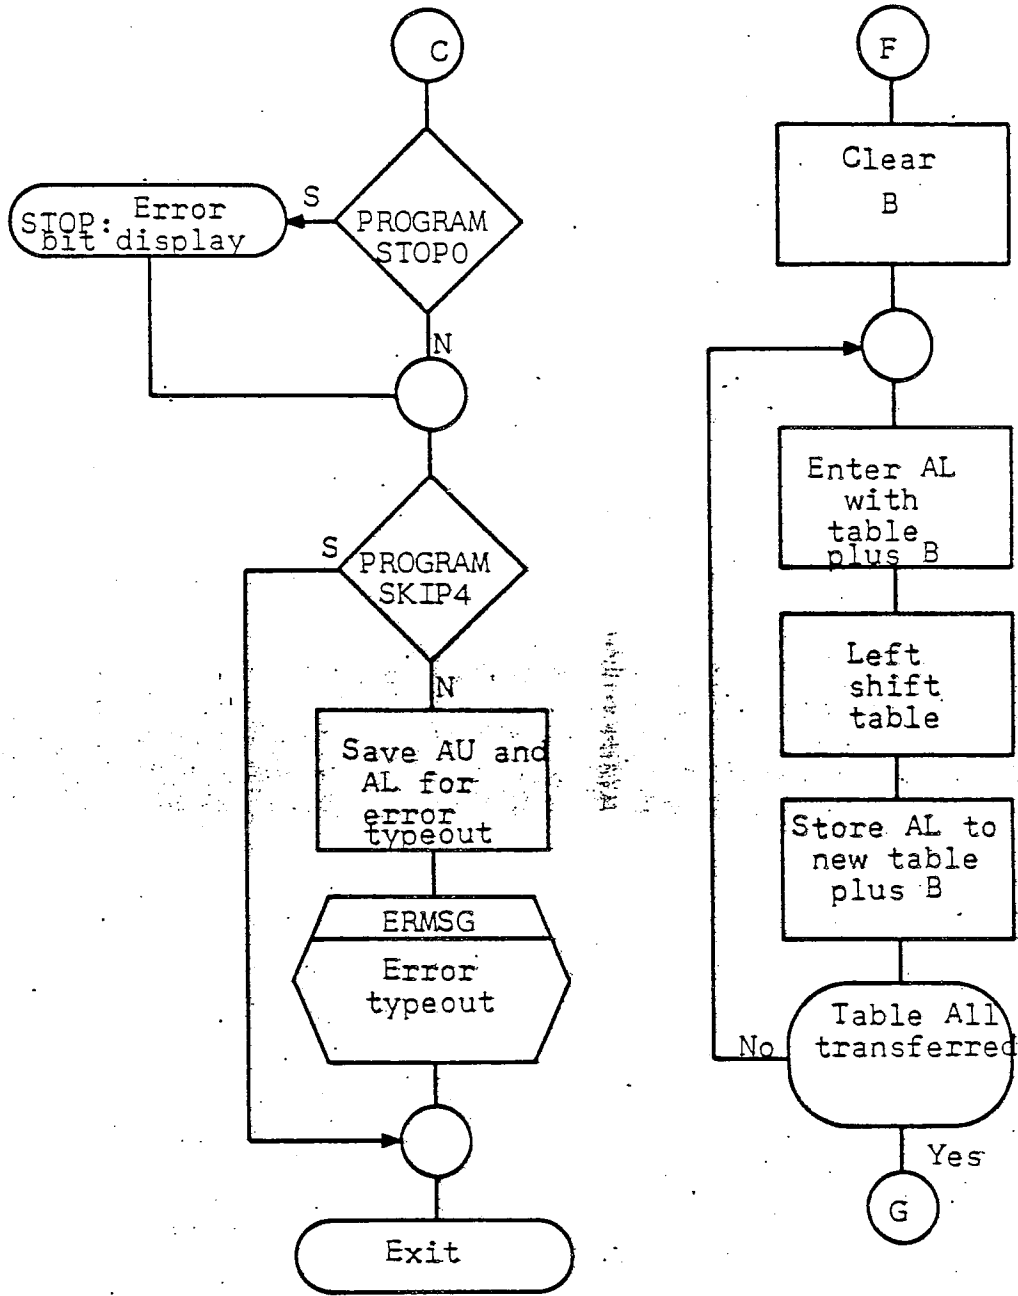 C
S
Error
STOP:
bit display
PROGRAM
STOP0
N
S
PROGRAM
SKIP4
N
Save AU and
AL for
error
typeout
ERMSG
Error
typeout
Exit
F
Clear
B
Enter AL
with
table
plus B
Left
shift
table
Store AL to
new table
plus B
Table All
transferred
No
Yes
G